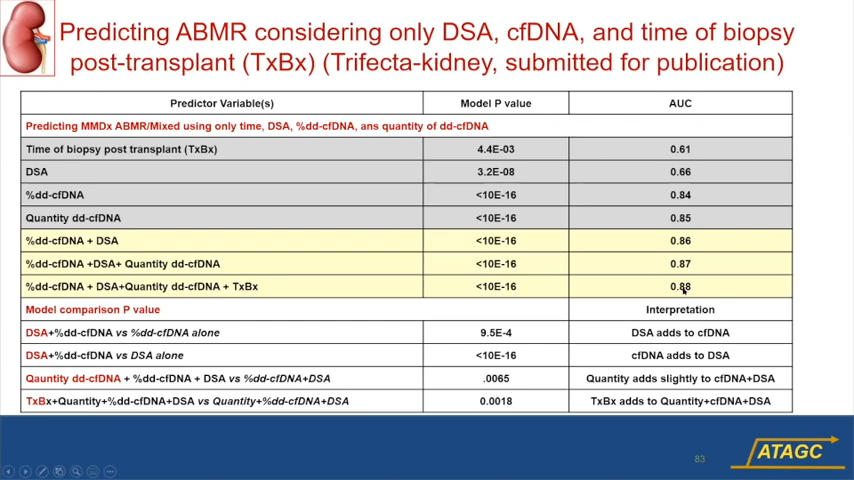 Predicting ABMR considering only DSA, cfDNA, and time of biopsy
post-transplant (TxBx) (Trifecta-kidney, submitted for publication)
Predictor Variable(s) Model P value AUC
Predicting MMDx ABMR/Mixed using only time, DSA, %dd-cfDNA, ans quantity of dd-cfDNA
Time of biopsy post transplant (TxBx) 4.4E-03 0.61
DSA 3.2E-08 0.66
%dd-cfDNA <10E-16 0.84
Quantity dd-cfDNA <10E-16 0.85
%dd-cfDNA + DSA <10E-16 0.86
%dd-cfDNA +DSA+ Quantity dd-cfDNA <10E-16 0.87
%dd-cfDNA + DSA+Quantity dd-cfDNA + TxBx <10E-16 0.88
Model comparison P value Interpretation
DSA+%dd-cfDNA vs %dd-cfDNA alone 9.5E-4 DSA adds to cfDNA
DSA+%dd-cfDNA vs DSA alone <10E-16 cfDNA adds to DSA
Qauntity dd-cfDNA + %dd-cfDNA + DSA vs %dd-cfDNA+DSA .0065 Quantity adds slightly to cfDNA+DSA
TxBx+Quantity+%dd-cfDNA+DSA vs Quantity+%dd-cfDNA+DSA 0.0018 TxBx adds to Quantity+cfDNA+DSA
83
ATAGC